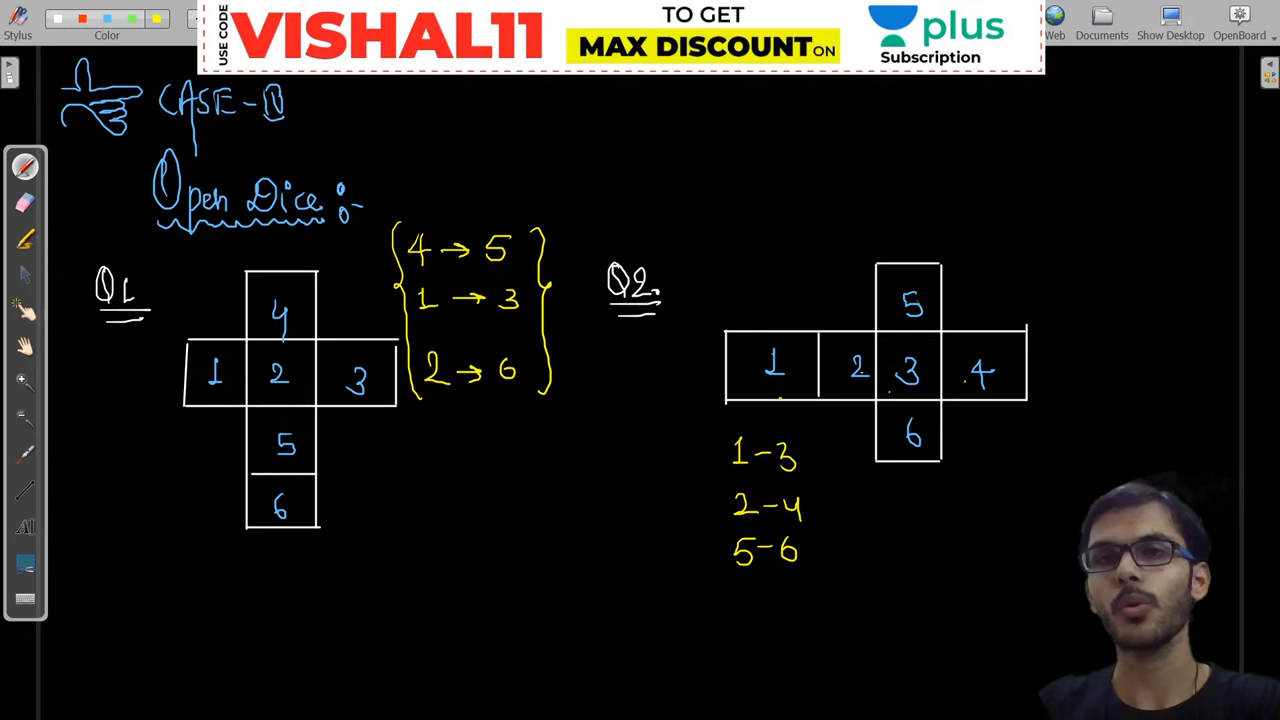 Stylus
Color
USE CODE
VISHAL11
TO GET
MAX DISCOUNT ON
plus
Subscription
Web
Documents
Show Desktop
OpenBoard
CASE-IV
Open Dice :-
Q1
4
1 2 3
5
6
4 → 5
1 → 3
2 → 6
Q2.
5
1 2 3 4
6
1-3
2-4
5-6